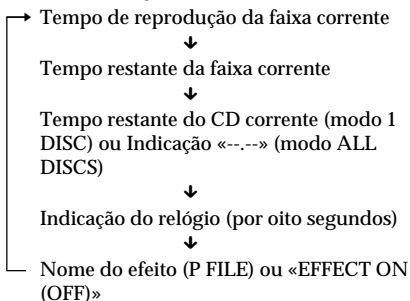 Tempo de reprodução da faixa corrente
Tempo restante da faixa corrente
Tempo restante do CD corrente (modo 1
DISC) ou Indicação «--.--» (modo ALL
DISCS)
Indicação do relógio (por oito segundos)
Nome do efeito (P FILE) ou «EFFECT ON
(OFF)»